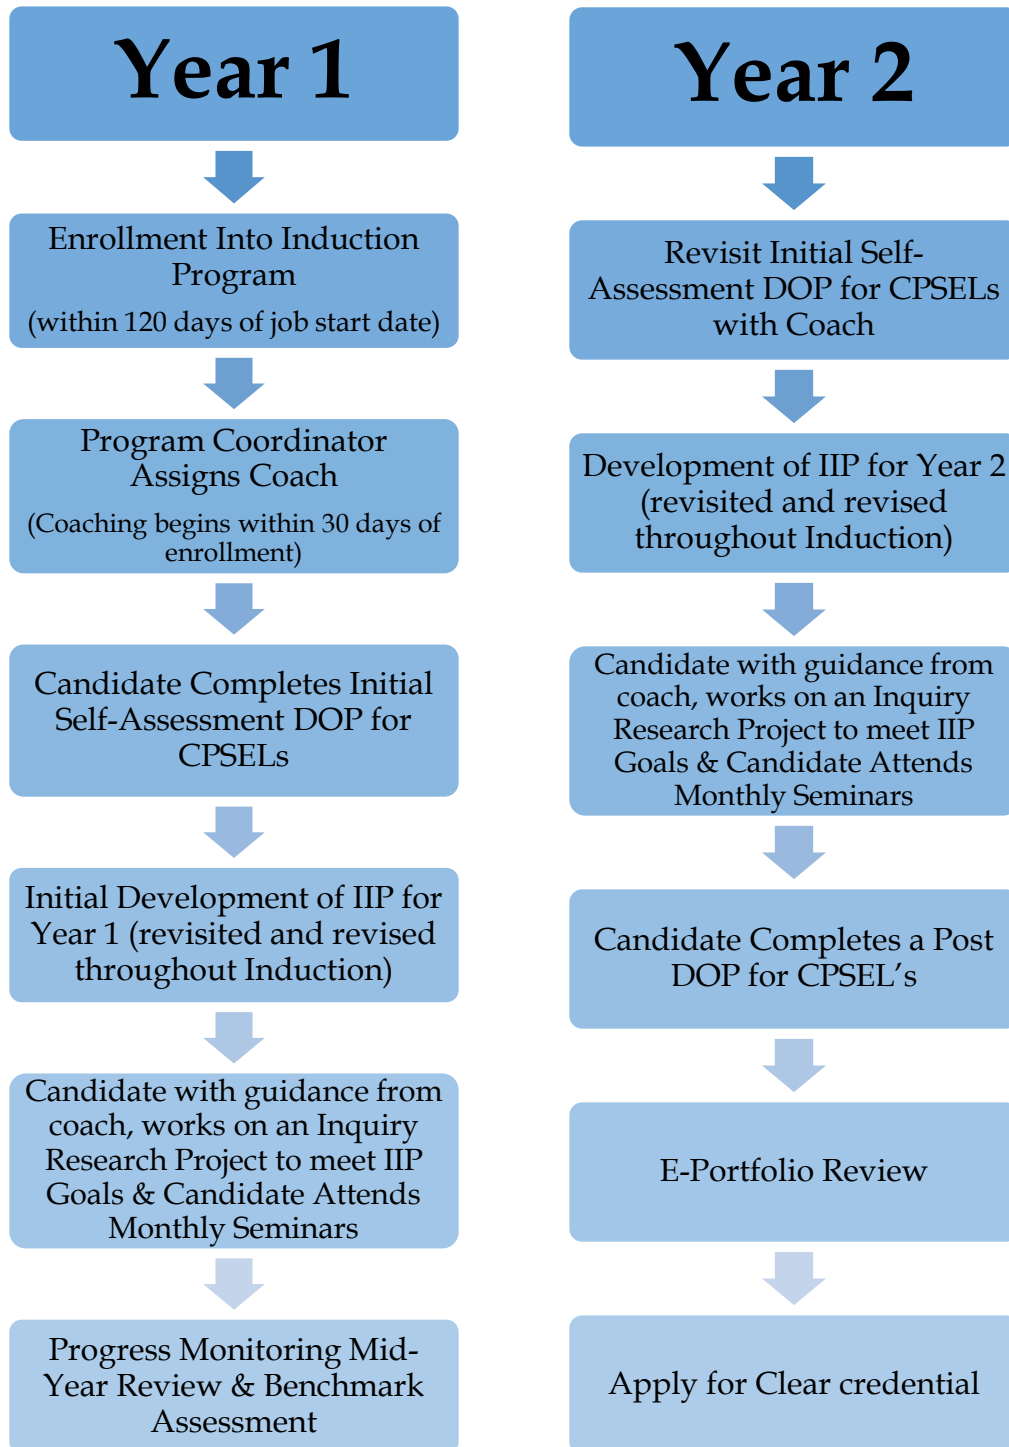 Year 1
Enrollment Into Induction
Program
(within 120 days of job start date)
Program Coordinator
Assigns Coach
(Coaching begins within 30 days of
enrollment)
Candidate Completes Initial
Self-Assessment DOP for
CPSELs
Initial Development of IIP for
Year 1 (revisited and revised
throughout Induction)
Candidate with guidance from
coach, works on an Inquiry
Research Project to meet IIP
Goals & Candidate Attends
Monthly Seminars
Progress Monitoring Mid-
Year Review & Benchmark
Assessment
Year 2
Revisit Initial Self-
Assessment DOP for CPSELs
with Coach
Development of IIP for Year 2
(revisited and revised
throughout Induction)
Candidate with guidance from
coach, works on an Inquiry
Research Project to meet IIP
Goals & Candidate Attends
Monthly Seminars
Candidate Completes a Post
DOP for CPSEL’s
E-Portfolio Review
Apply for Clear credential